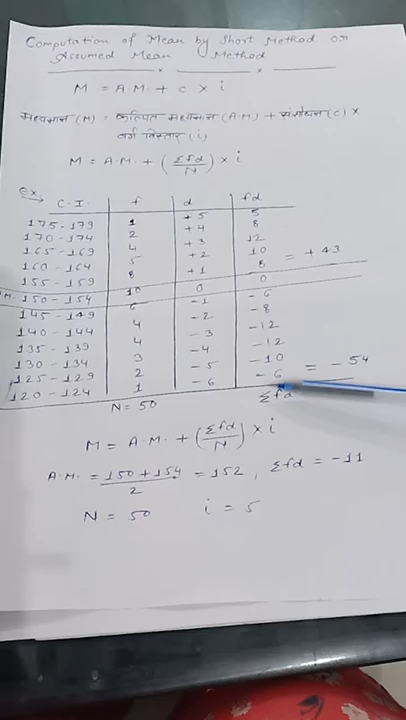 Computation of Mean by Short Method or
Assumed Mean Method
M = A.M. + C × i
मध्यमान (M) = कल्पित मध्यमान (A.M.) + संशोधन (C) ×
वर्ग विस्तार (i)
M = A.M. + (Σfd/N) × i
Ex.
C.I. f d fd
175-179 1 +5 5
170-174 2 +4 8
165-169 4 +3 12
160-164 5 +2 10 = +43
155-159 8 +1 8
A.M. 150-154 10 0 0
145-149 6 -1 -6
140-144 4 -2 -8
135-139 4 -3 -12
130-134 3 -4 -12
125-129 2 -5 -10 = -54
120-124 1 -6 -6
N = 50 Σfd
M = A.M. + (Σfd/N) × i
A.M. = 150+154/2 = 152, Σfd = -11
N = 50 i = 5